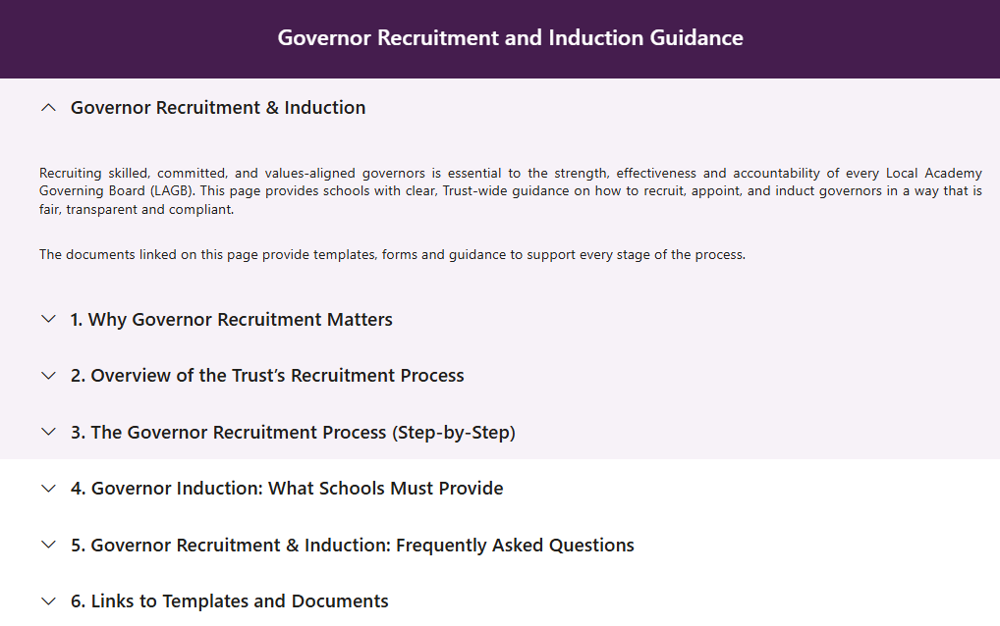 Governor Recruitment and Induction Guidance
Governor Recruitment & Induction
Recruiting skilled, committed, and values-aligned governors is essential to the strength, effectiveness and accountability of every Local Academy
Governing Board (LAGB). This page provides schools with clear, Trust-wide guidance on how to recruit, appoint, and induct governors in a way that is
fair, transparent and compliant.
The documents linked on this page provide templates, forms and guidance to support every stage of the process.
1. Why Governor Recruitment Matters
2. Overview of the Trust’s Recruitment Process
3. The Governor Recruitment Process (Step-by-Step)
4. Governor Induction: What Schools Must Provide
5. Governor Recruitment & Induction: Frequently Asked Questions
6. Links to Templates and Documents